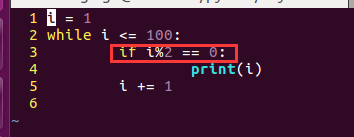 1 i = 1
2 while i <= 100:
3         if i%2 == 0:
4                 print(i)
5         i += 1
6
~